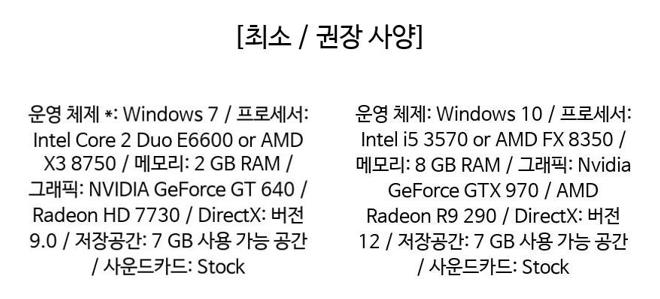 [최소 / 권장 사양]
운영 체제 *: Windows 7 / 프로세서:
Intel Core 2 Duo E6600 or AMD
X3 8750 / 메모리: 2 GB RAM /
그래픽: NVIDIA GeForce GT 640 /
Radeon HD 7730 / DirectX: 버전
9.0 / 저장공간: 7 GB 사용 가능 공간
/ 사운드카드: Stock
운영 체제: Windows 10 / 프로세서:
Intel i5 3570 or AMD FX 8350 /
메모리: 8 GB RAM / 그래픽: Nvidia
GeForce GTX 970 / AMD
Radeon R9 290 / DirectX: 버전
12 / 저장공간: 7 GB 사용 가능 공간
/ 사운드카드: Stock